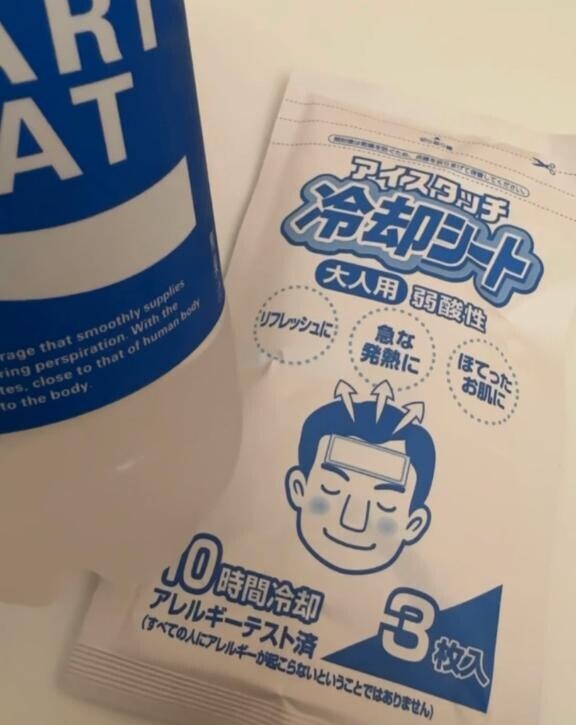 ARI
AT
rage that smoothly supplies
ring perspiration. With the
tes, close to that of human body
to the body.
アイスタッチ
冷却シート
大人用 弱酸性
リフレッシュに
急な
発熱に
ほてった
お肌に
10時間冷却
アレルギーテスト済
(すべての人にアレルギーが起こらないということではありません)
3枚入